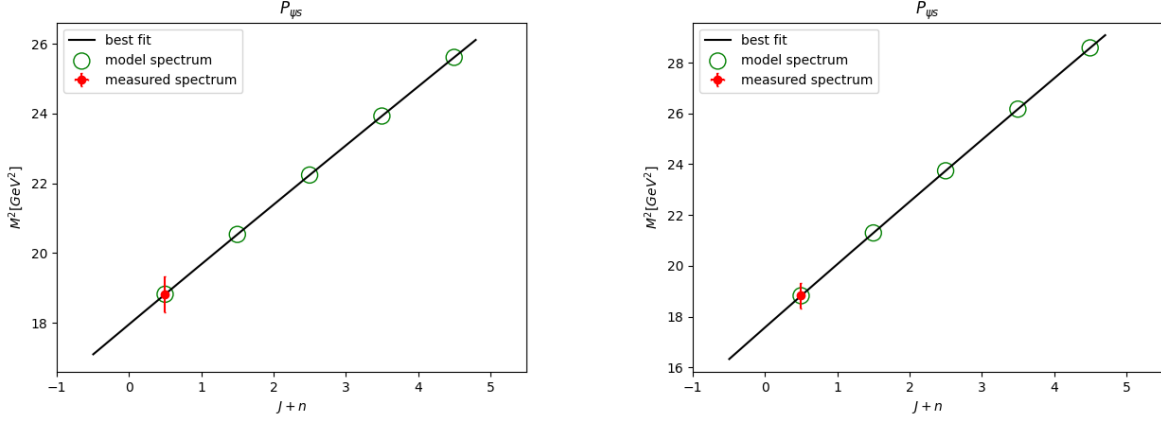 P_ψs
best fit
model spectrum
measured spectrum
26
24
22
20
18
M²[GeV²]
−1 0 1 2 3 4 5
J + n
P_ψs
best fit
model spectrum
measured spectrum
28
26
24
22
20
18
16
M²[GeV²]
−1 0 1 2 3 4 5
J + n